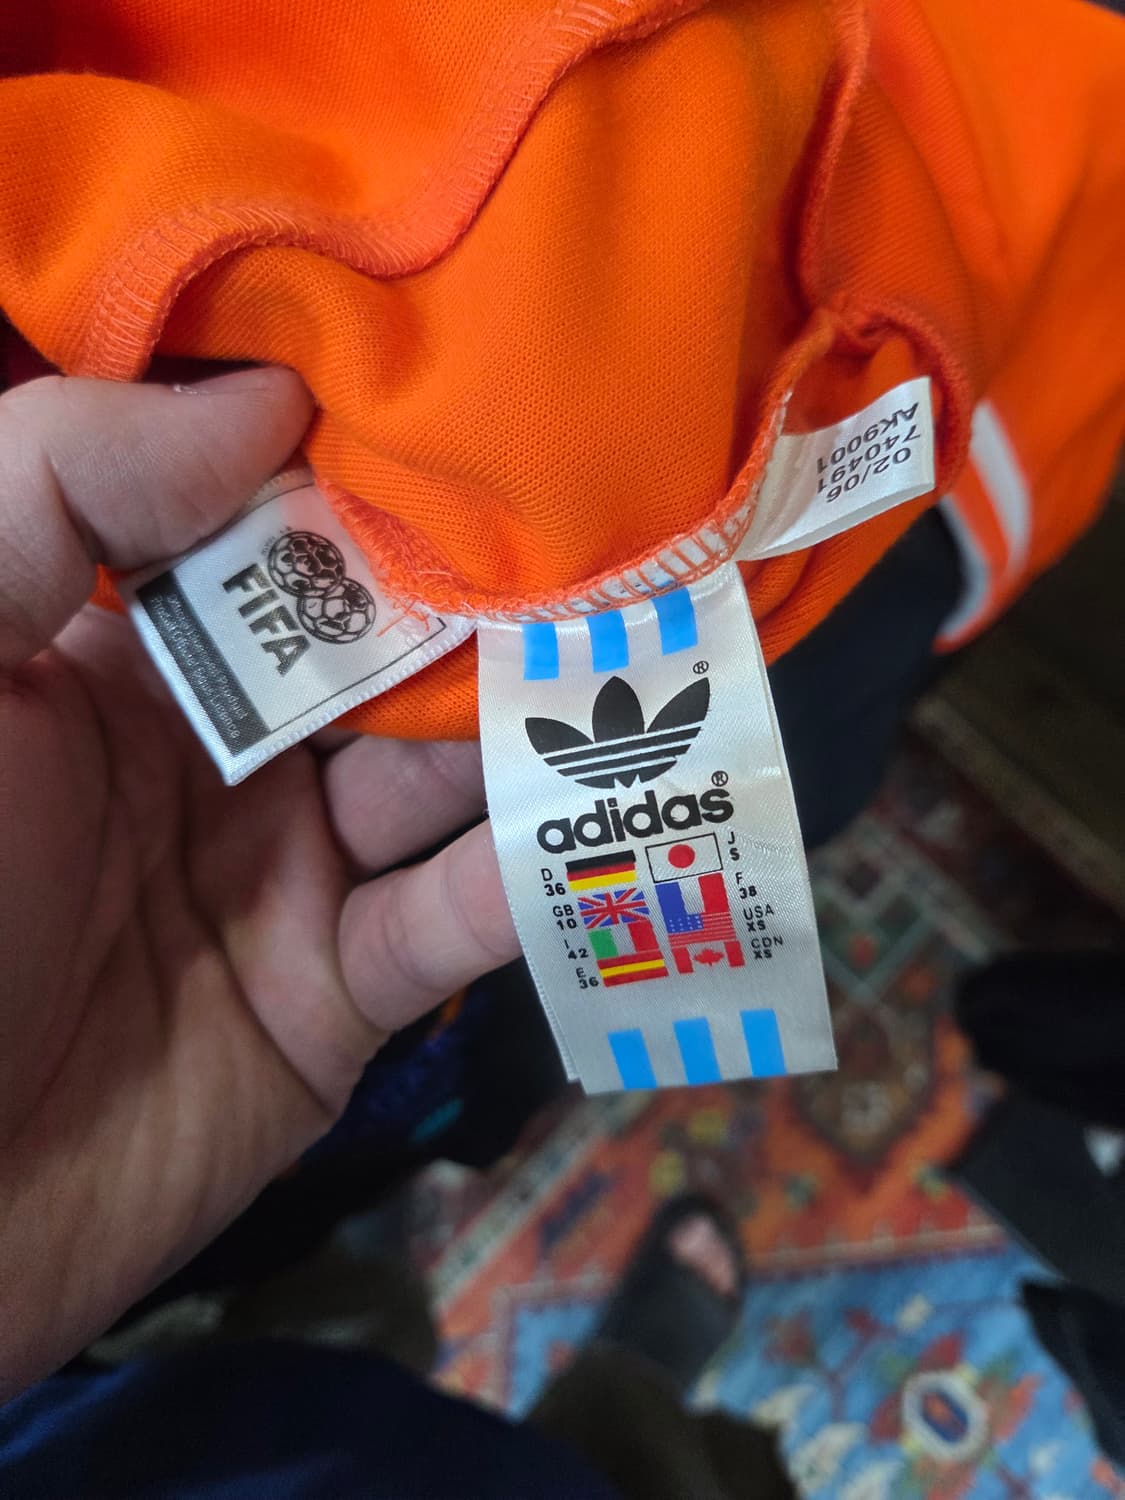 FIFA
02/06
740491
AK9001
®
adidas®
D
36
J
S
GB
10
F
38
I
42
USA
XS
E
36
CDN
XS